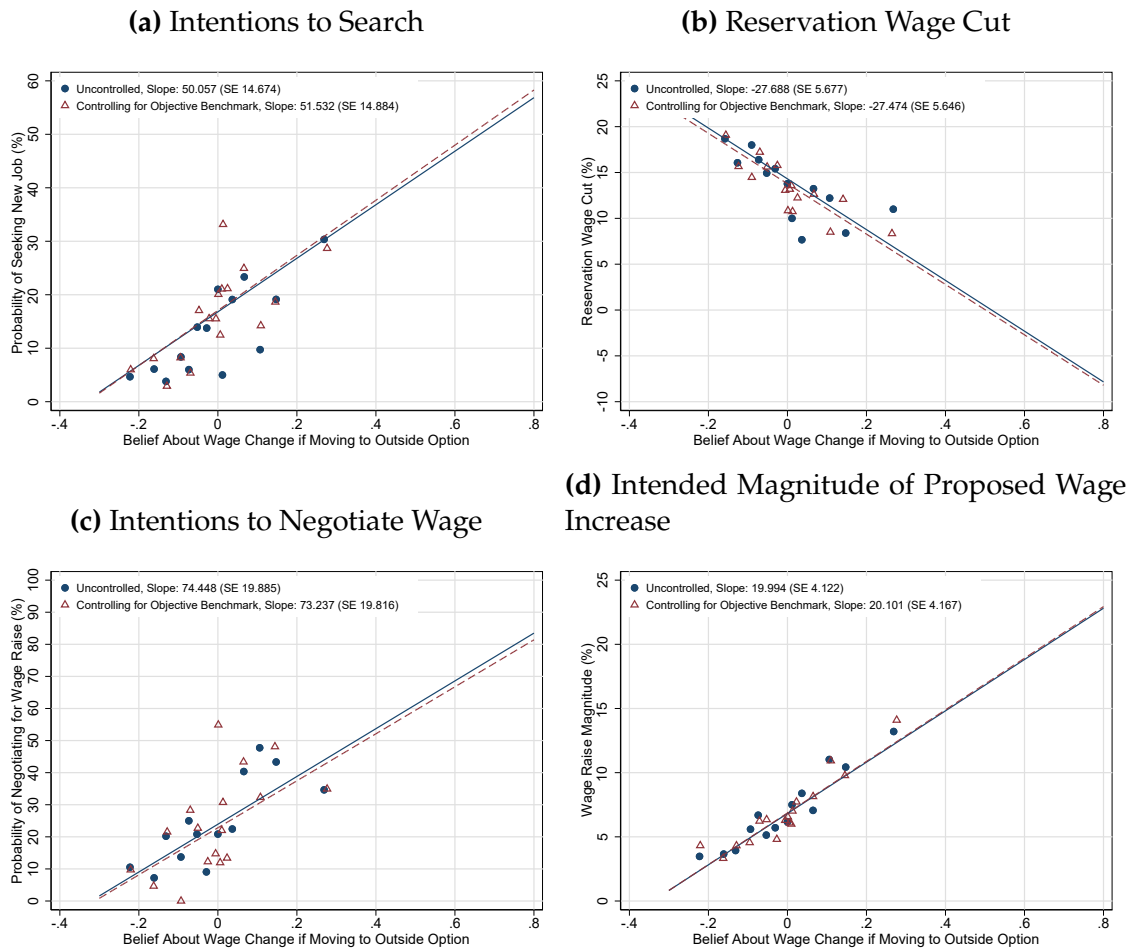 (a) Intentions to Search
Uncontrolled, Slope: 50.057 (SE 14.674)
Controlling for Objective Benchmark, Slope: 51.532 (SE 14.884)
Probability of Seeking New Job (%)
60
50
40
30
20
10
0
-.4 -.2 0 .2 .4 .6 .8
Belief About Wage Change if Moving to Outside Option
(b) Reservation Wage Cut
Uncontrolled, Slope: -27.688 (SE 5.677)
Controlling for Objective Benchmark, Slope: -27.474 (SE 5.646)
Reservation Wage Cut (%)
25
20
15
10
5
0
-5
-10
-.4 -.2 0 .2 .4 .6 .8
Belief About Wage Change if Moving to Outside Option
(c) Intentions to Negotiate Wage
Uncontrolled, Slope: 74.448 (SE 19.885)
Controlling for Objective Benchmark, Slope: 73.237 (SE 19.816)
Probability of Negotiating for Wage Raise (%)
100
90
80
70
60
50
40
30
20
10
0
-.4 -.2 0 .2 .4 .6 .8
Belief About Wage Change if Moving to Outside Option
(d) Intended Magnitude of Proposed Wage
Increase
Uncontrolled, Slope: 19.994 (SE 4.122)
Controlling for Objective Benchmark, Slope: 20.101 (SE 4.167)
Wage Raise Magnitude (%)
25
20
15
10
5
0
-.4 -.2 0 .2 .4 .6 .8
Belief About Wage Change if Moving to Outside Option